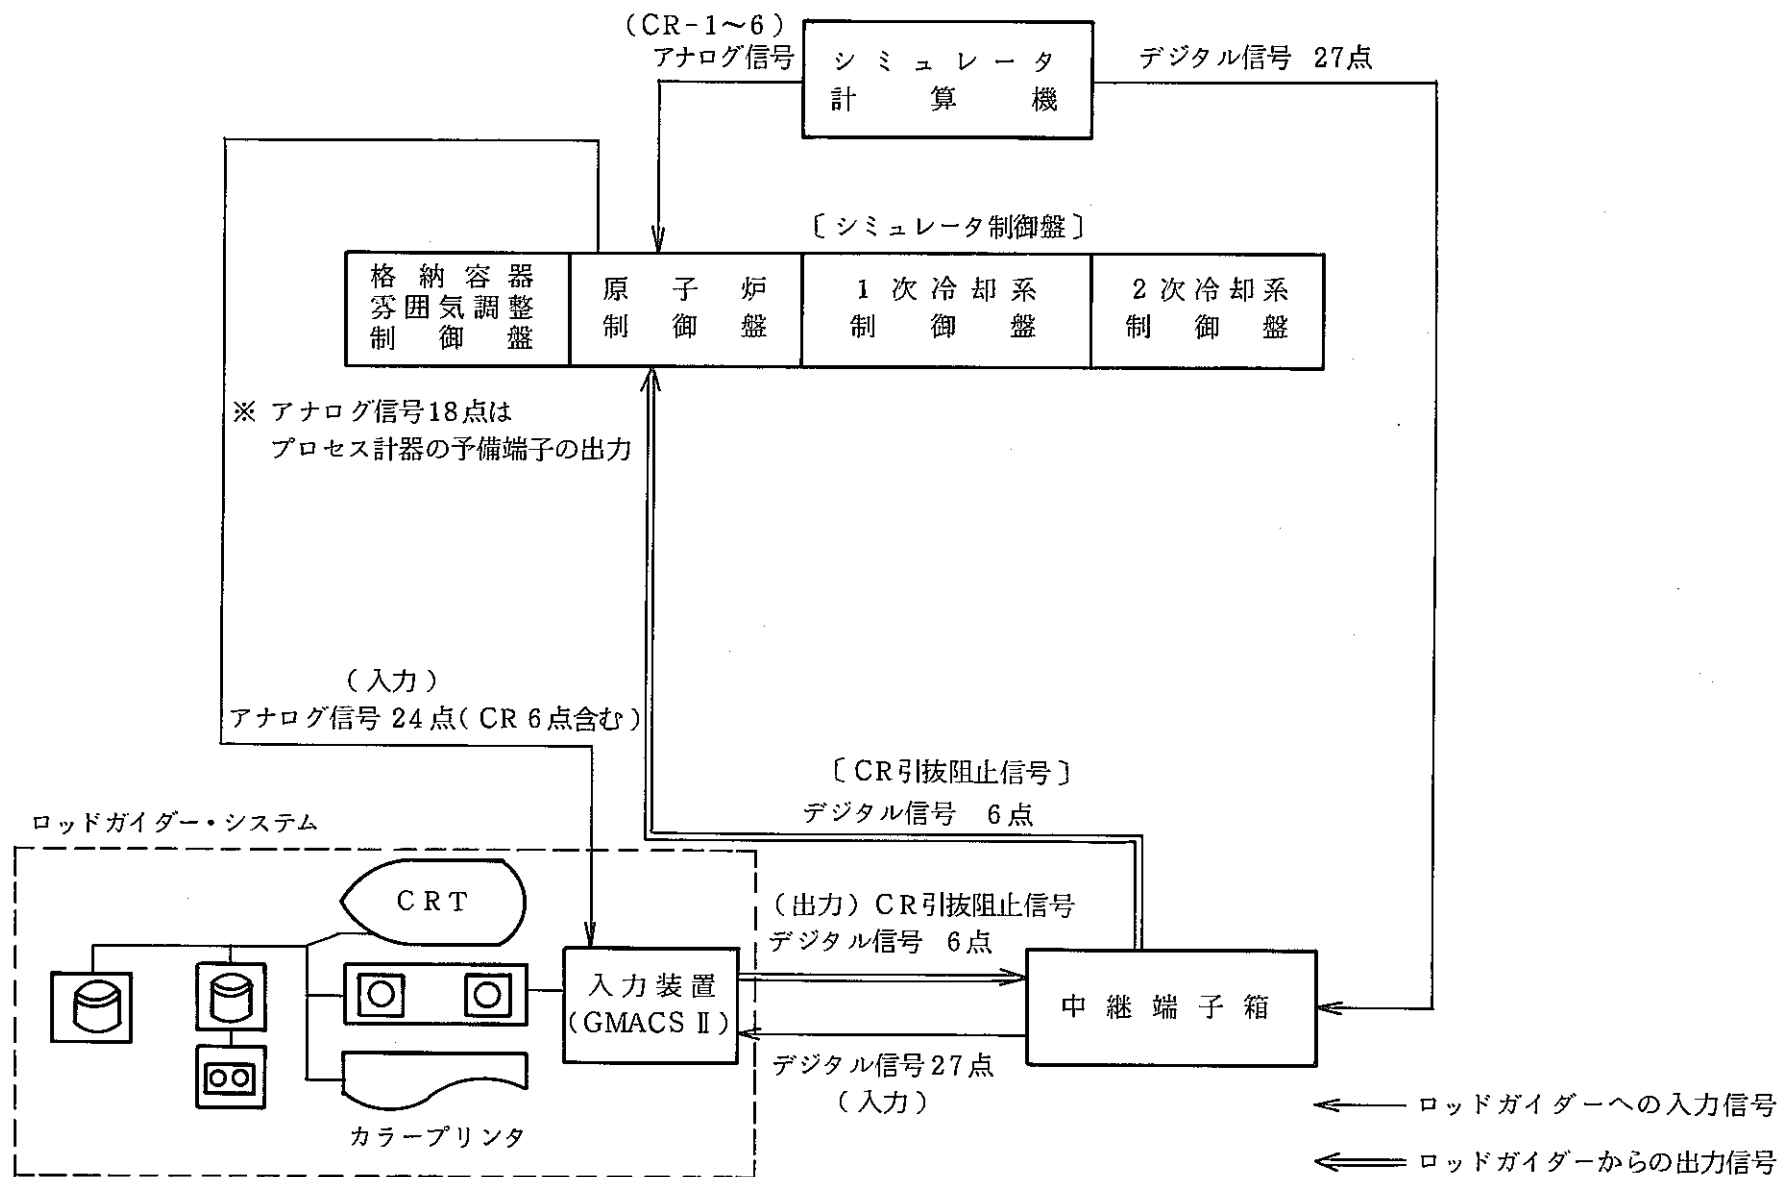 (CR-1～6)
アナログ信号
シミュレータ
計算機
デジタル信号 27点
〔シミュレータ制御盤〕
格納容器
雰囲気調整
制御盤
原子炉
制御盤
1次冷却系
制御盤
2次冷却系
制御盤
※ アナログ信号18点は
プロセス計器の予備端子の出力
(入力)
アナログ信号 24点(CR 6点含む)
〔CR引抜阻止信号〕
デジタル信号 6点
ロッドガイダー・システム
CRT
(出力)CR引抜阻止信号
デジタル信号 6点
入力装置
(GMACSⅡ)
中継端子箱
デジタル信号27点
(入力)
カラープリンタ
ロッドガイダーへの入力信号
ロッドガイダーからの出力信号